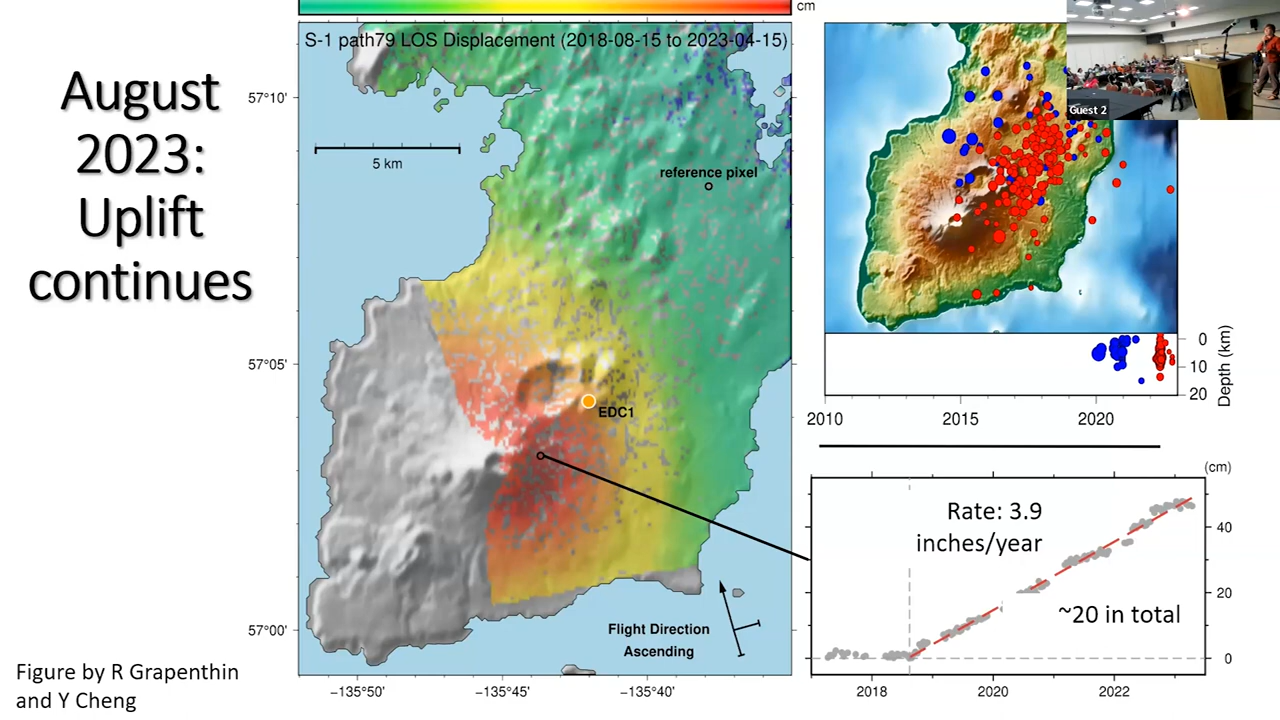 August
2023:
Uplift
continues
Figure by R Grapenthin
and Y Cheng
cm
S-1 path79 LOS Displacement (2018-08-15 to 2023-04-15)
57°10'
5 km
reference pixel
57°05'
EDC1
57°00'
Flight Direction
Ascending
−135°50'
−135°45'
−135°40'
Guest 2
0
10
20
Depth (km)
2010
2015
2020
(cm)
Rate: 3.9
inches/year
40
20
~20 in total
0
2018
2020
2022